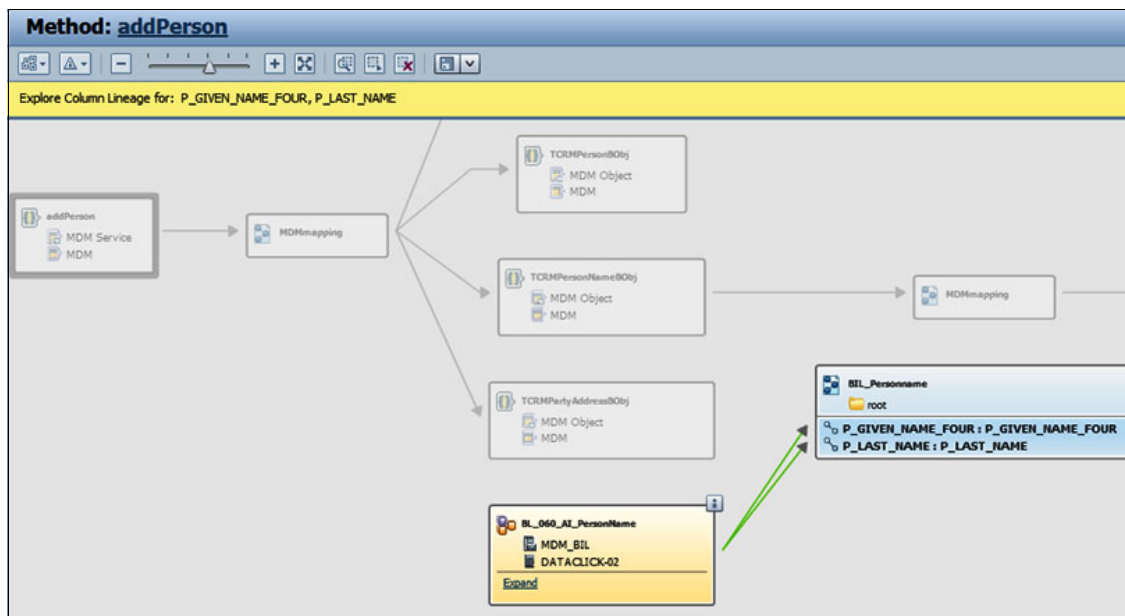 Method: addPerson
Explore Column Lineage for: P_GIVEN_NAME_FOUR, P_LAST_NAME
TCRMPersonBObj
MDM Object
MDM
addPerson
MDM Service
MDM
MDMmapping
TCRMPersonNameBObj
MDM Object
MDM
MDMmapping
BIL_Personname
root
P_GIVEN_NAME_FOUR : P_GIVEN_NAME_FOUR
P_LAST_NAME : P_LAST_NAME
TCRMPartyAddressBObj
MDM Object
MDM
BL_060_AI_PersonName
MDM_BIL
DATACLICK-02
Expand